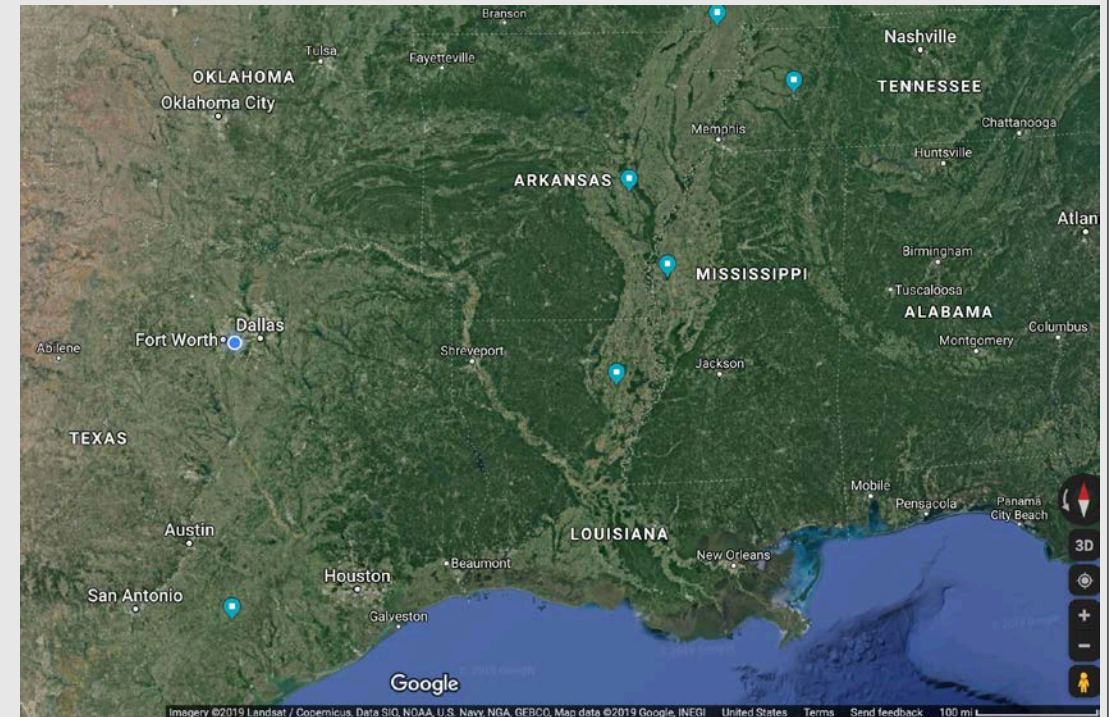 Branson
Nashville
Tulsa
Fayetteville
OKLAHOMA
TENNESSEE
Oklahoma City
Chattanooga
Memphis
Huntsville
ARKANSAS
Atlan
Birmingham
MISSISSIPPI
Tuscaloosa
ALABAMA
Dallas
Columbus
Fort Worth
Montgomery
Abilene
Shreveport
Jackson
TEXAS
Mobile
Pensacola
Panama
City Beach
Austin
LOUISIANA
3D
New Orleans
Beaumont
Houston
San Antonio
Galveston
Google
Imagery ©2019 Landsat / Copernicus, Data SIO, NOAA, U.S. Navy, NGA, GEBCO, Map data ©2019 Google, INEGI United States Terms Send feedback 100 mi